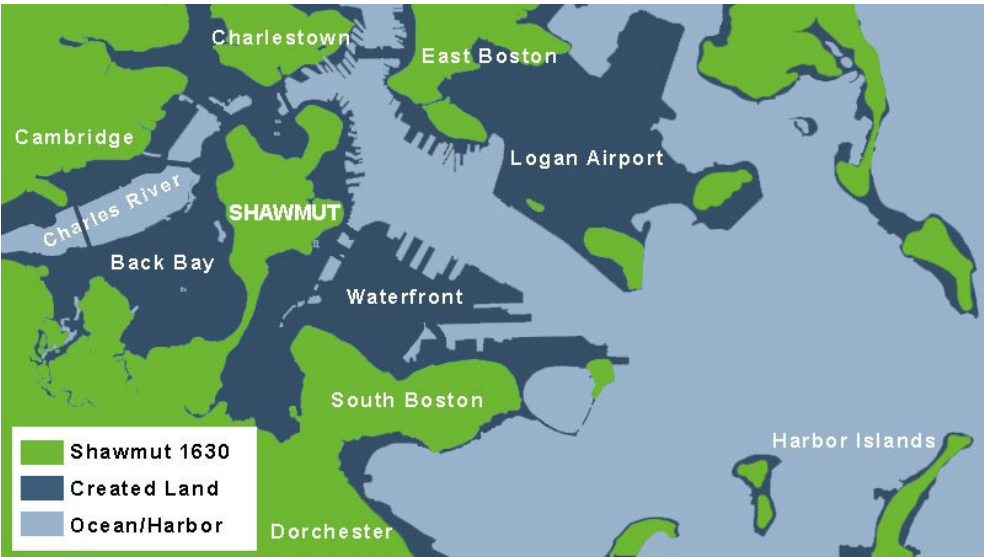 Charlestown
East Boston
Cambridge
Logan Airport
Charles River
SHAWMUT
Back Bay
Waterfront
South Boston
Harbor Islands
Shawmut 1630
Created Land
Ocean/Harbor
Dorchester